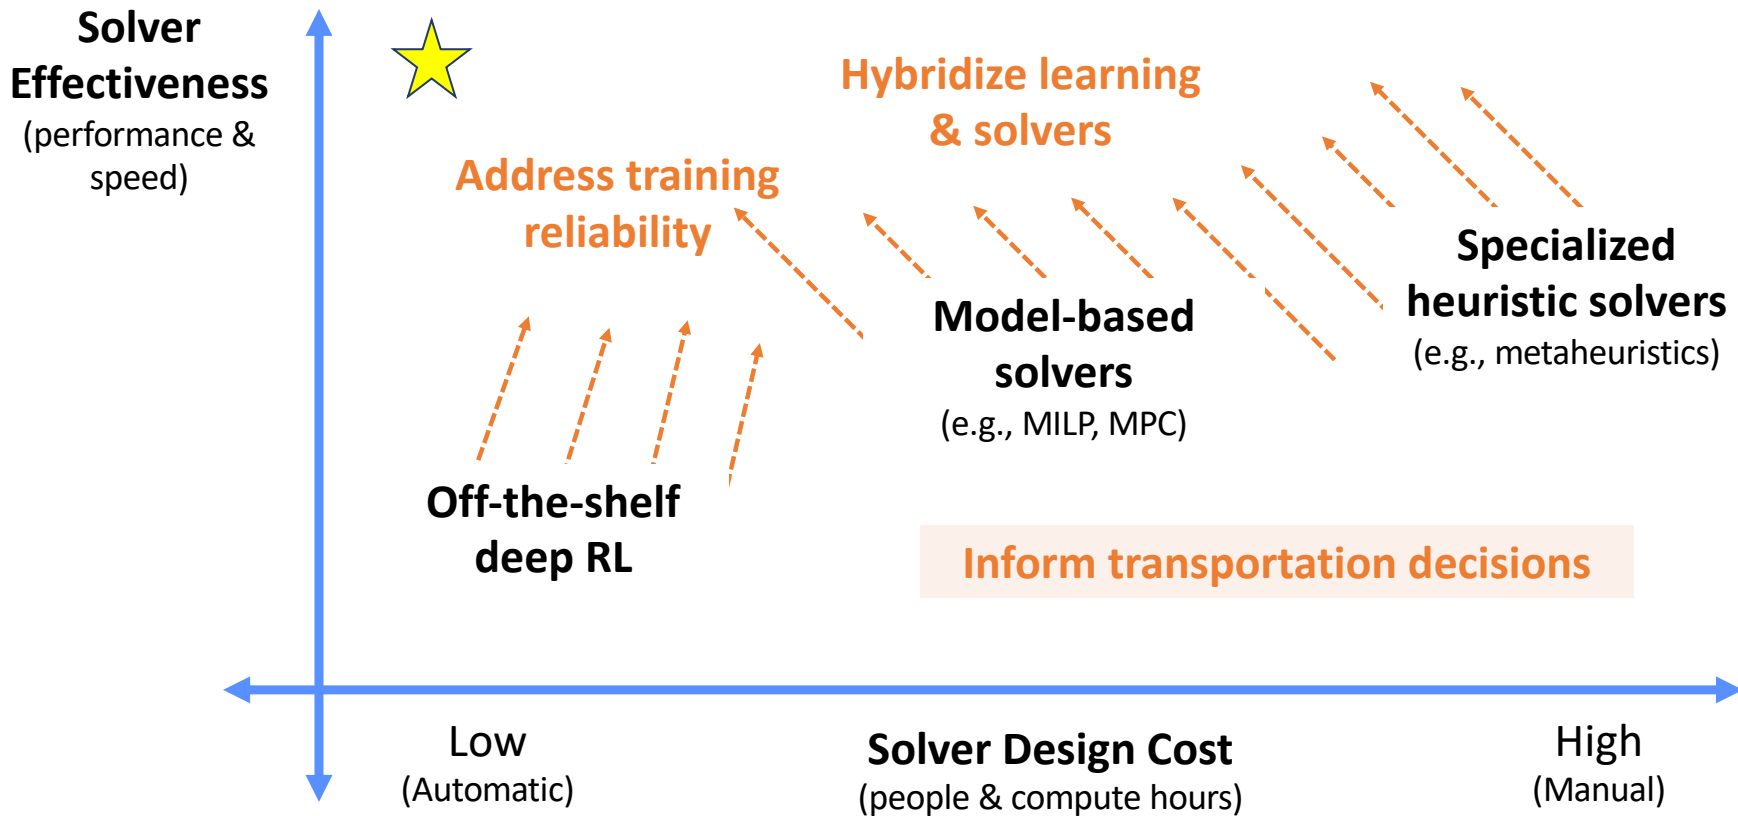 Solver
Effectiveness
(performance &
speed)
Hybridize learning
& solvers
Address training
reliability
Specialized
heuristic solvers
(e.g., metaheuristics)
Model-based
solvers
(e.g., MILP, MPC)
Off-the-shelf
deep RL
Inform transportation decisions
Low
(Automatic)
Solver Design Cost
(people & compute hours)
High
(Manual)